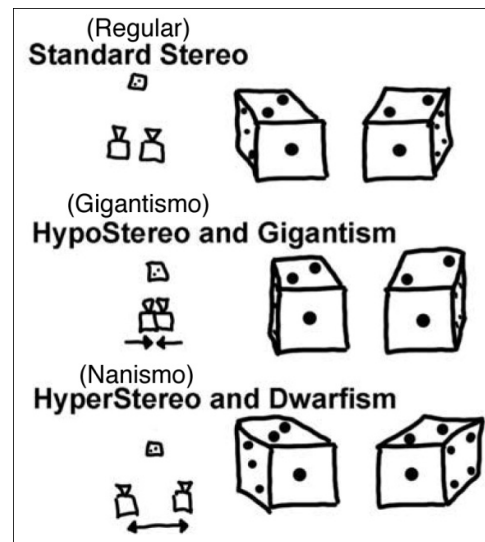 (Regular)
Standard Stereo
(Gigantismo)
HypoStereo and Gigantism
(Nanismo)
HyperStereo and Dwarfism